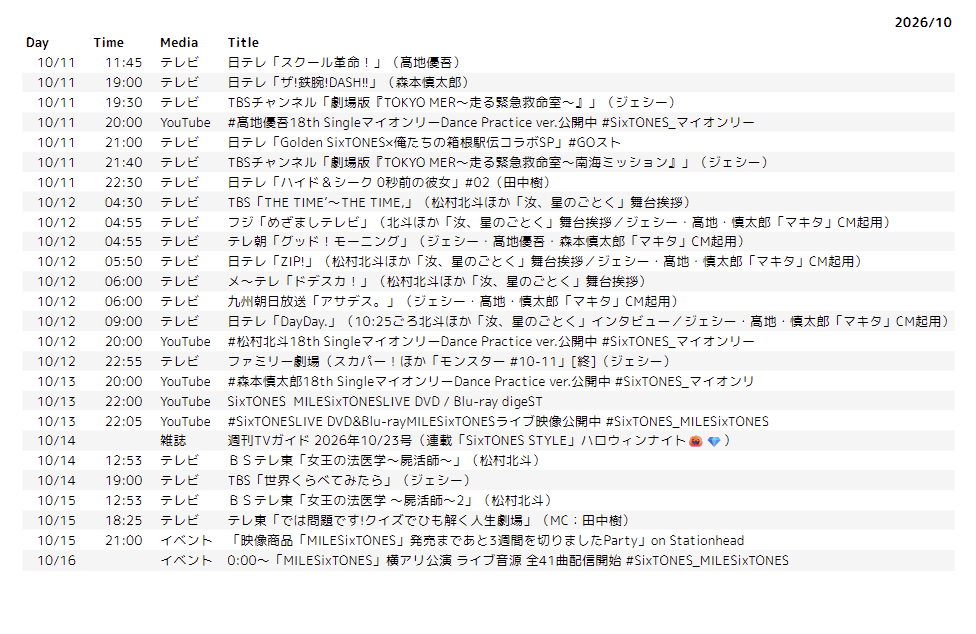 2026/10
Day Time Media Title
10/11 11:45 テレビ 日テレ「スクール革命！」（髙地優吾）
10/11 19:00 テレビ 日テレ「ザ!鉄腕!DASH!!」（森本慎太郎）
10/11 19:30 テレビ TBSチャンネル「劇場版『TOKYO MER～走る緊急救命室～』」（ジェシー）
10/11 20:00 YouTube #髙地優吾18th SingleマイオンリーDance Practice ver.公開中 #SixTONES_マイオンリー
10/11 21:00 テレビ 日テレ「Golden SixTONES×俺たちの箱根駅伝コラボSP」#GOスト
10/11 21:40 テレビ TBSチャンネル「劇場版『TOKYO MER～走る緊急救命室～南海ミッション』」（ジェシー）
10/11 22:30 テレビ 日テレ「ハイド＆シーク 0秒前の彼女」#02（田中樹）
10/12 04:30 テレビ TBS「THE TIME'～THE TIME,」（松村北斗ほか「汝、星のごとく」舞台挨拶）
10/12 04:55 テレビ フジ「めざましテレビ」（北斗ほか「汝、星のごとく」舞台挨拶／ジェシー・髙地・慎太郎「マキタ」CM起用）
10/12 04:55 テレビ テレ朝「グッド！モーニング」（ジェシー・髙地優吾・森本慎太郎「マキタ」CM起用）
10/12 05:50 テレビ 日テレ「ZIP!」（松村北斗ほか「汝、星のごとく」舞台挨拶／ジェシー・髙地・慎太郎「マキタ」CM起用）
10/12 06:00 テレビ メ～テレ「ドデスカ！」（松村北斗ほか「汝、星のごとく」舞台挨拶）
10/12 06:00 テレビ 九州朝日放送「アサデス。」（ジェシー・髙地・慎太郎「マキタ」CM起用）
10/12 09:00 テレビ 日テレ「DayDay.」（10:25ごろ北斗ほか「汝、星のごとく」インタビュー／ジェシー・髙地・慎太郎「マキタ」CM起用）
10/12 20:00 YouTube #松村北斗18th SingleマイオンリーDance Practice ver.公開中 #SixTONES_マイオンリー
10/12 22:55 テレビ ファミリー劇場（スカパー！ほか「モンスター #10-11」[終]（ジェシー）
10/13 20:00 YouTube #森本慎太郎18th SingleマイオンリーDance Practice ver.公開中 #SixTONES_マイオンリ
10/13 22:00 YouTube SixTONES MILESixTONESLIVE DVD / Blu-ray digeST
10/13 22:05 YouTube #SixTONESLIVE DVD&Blu-rayMILESixTONESライブ映像公開中 #SixTONES_MILESixTONES
10/14 雑誌 週刊TVガイド 2026年10/23号（連載「SixTONES STYLE」ハロウィンナイト🎃💎）
10/14 12:53 テレビ ＢＳテレ東「女王の法医学～屍活師～」（松村北斗）
10/14 19:00 テレビ TBS「世界くらべてみたら」（ジェシー）
10/15 12:53 テレビ ＢＳテレ東「女王の法医学 ～屍活師～2」（松村北斗）
10/15 18:25 テレビ テレ東「では問題です!クイズでひも解く人生劇場」（MC；田中樹）
10/15 21:00 イベント 「映像商品「MILESixTONES」発売まであと3週間を切りましたParty」on Stationhead
10/16 イベント 0:00～「MILESixTONES」横アリ公演 ライブ音源 全41曲配信開始 #SixTONES_MILESixTONES